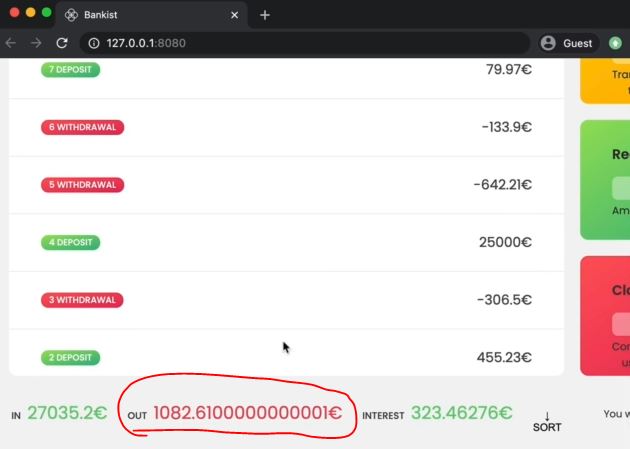 Bankist
127.0.0.1:8080
Guest
7 DEPOSIT 79.97€
6 WITHDRAWAL -133.9€
5 WITHDRAWAL -642.21€
4 DEPOSIT 25000€
3 WITHDRAWAL -306.5€
2 DEPOSIT 455.23€
IN 27035.2€ OUT 1082.6100000000001€ INTEREST 323.46276€ ↓ SORT
You w
Tra
t
Re
Am
Cl
Con
u